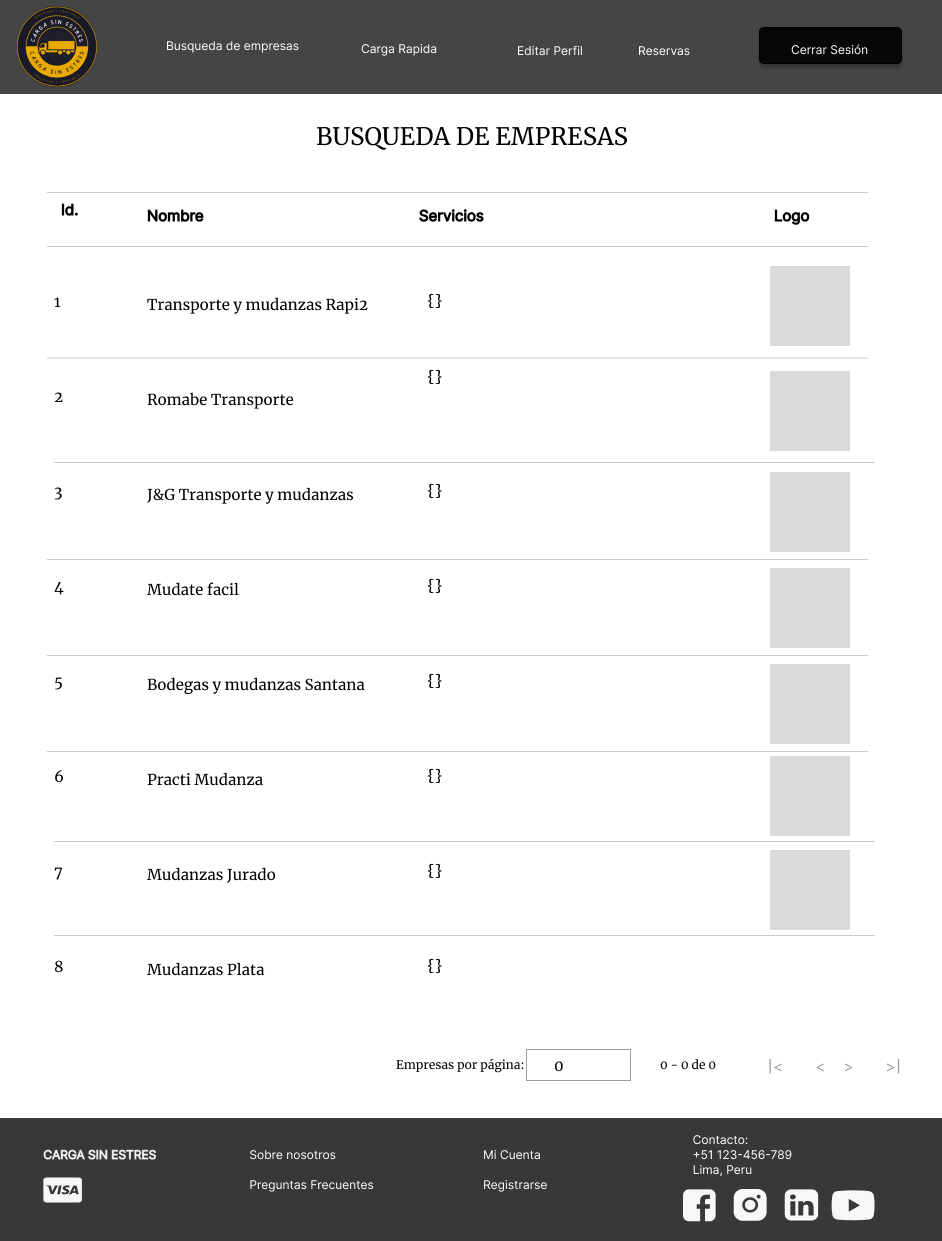 CARGA SIN ESTRES
CARGA SIN ESTRES
Busqueda de empresas
Carga Rapida
Editar Perfil
Reservas
Cerrar Sesión
BUSQUEDA DE EMPRESAS
Id. Nombre Servicios Logo
1 Transporte y mudanzas Rapi2 {}
2 Romabe Transporte {}
3 J&G Transporte y mudanzas {}
4 Mudate facil {}
5 Bodegas y mudanzas Santana {}
6 Practi Mudanza {}
7 Mudanzas Jurado {}
8 Mudanzas Plata {}
Empresas por página: 0 0 - 0 de 0 |< < > >|
CARGA SIN ESTRES
VISA
Sobre nosotros
Preguntas Frecuentes
Mi Cuenta
Registrarse
Contacto:
+51 123-456-789
Lima, Peru
in